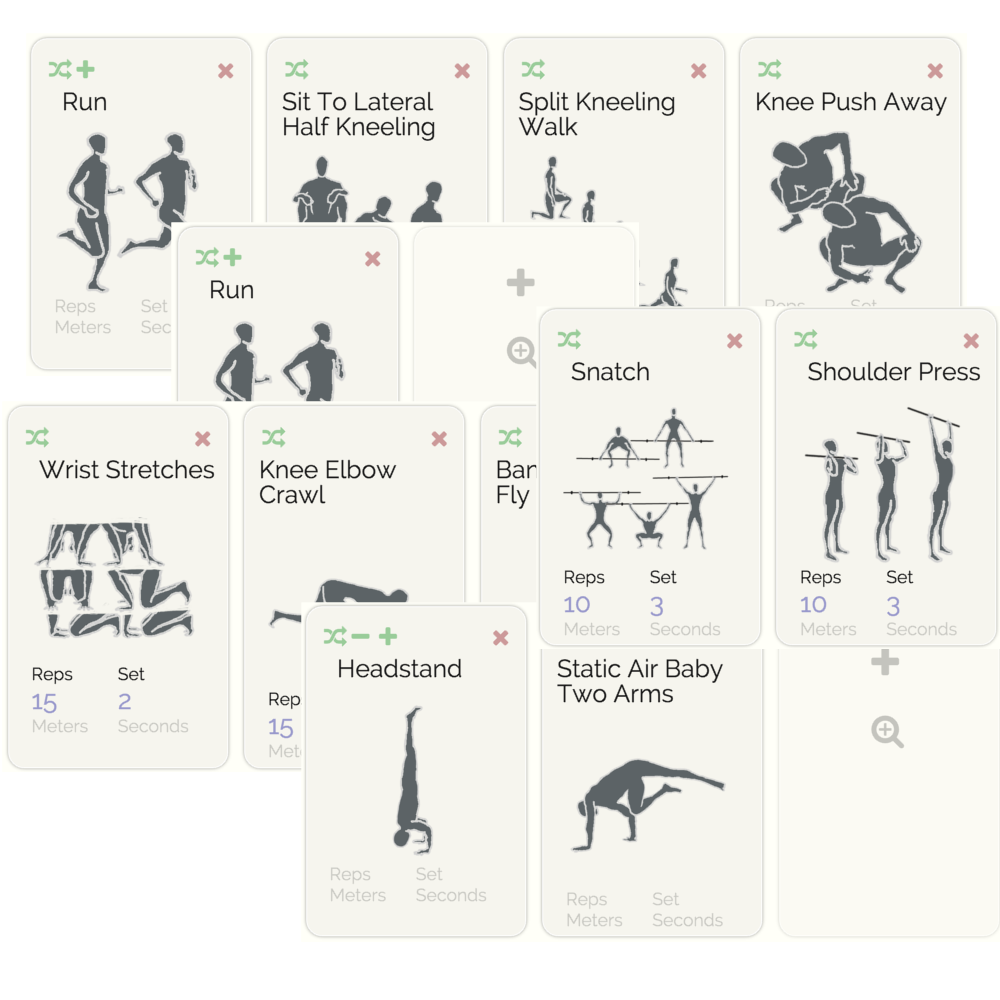 Run
Sit To Lateral
Half Kneeling
Split Kneeling
Walk
Knee Push Away
Reps Set
Meters Sec
Reps Set
Run
Snatch
Shoulder Press
Reps Set
10 3
Meters Seconds
Reps Set
10 3
Meters Seconds
Wrist Stretches
Knee Elbow
Crawl
Ban
Fly
Reps Set
15 2
Meters Seconds
Rep
15
Met
Headstand
Reps Set
Meters Seconds
Static Air Baby
Two Arms
Reps Set
Meters Seconds